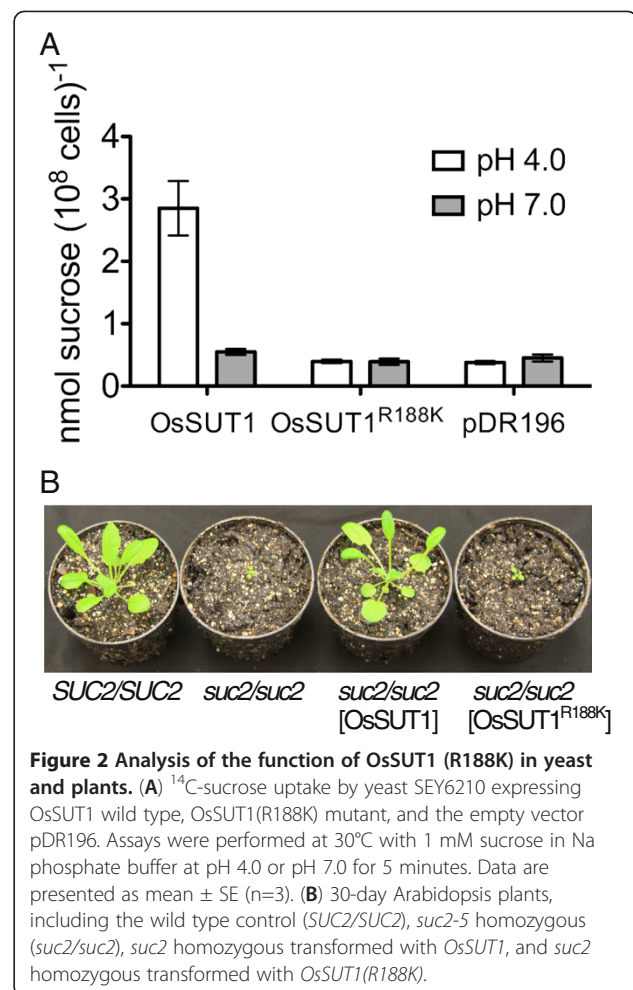 A
nmol sucrose (10⁸ cells)⁻¹
4
3
2
1
0
pH 4.0
pH 7.0
OsSUT1 OsSUT1ᴿ¹⁸⁸ᴷ pDR196
B
SUC2/SUC2 suc2/suc2 suc2/suc2 suc2/suc2
[OsSUT1] [OsSUT1ᴿ¹⁸⁸ᴷ]
Figure 2 Analysis of the function of OsSUT1 (R188K) in yeast
and plants. (A) ¹⁴C-sucrose uptake by yeast SEY6210 expressing
OsSUT1 wild type, OsSUT1(R188K) mutant, and the empty vector
pDR196. Assays were performed at 30°C with 1 mM sucrose in Na
phosphate buffer at pH 4.0 or pH 7.0 for 5 minutes. Data are
presented as mean ± SE (n=3). (B) 30-day Arabidopsis plants,
including the wild type control (SUC2/SUC2), suc2-5 homozygous
(suc2/suc2), suc2 homozygous transformed with OsSUT1, and suc2
homozygous transformed with OsSUT1(R188K).